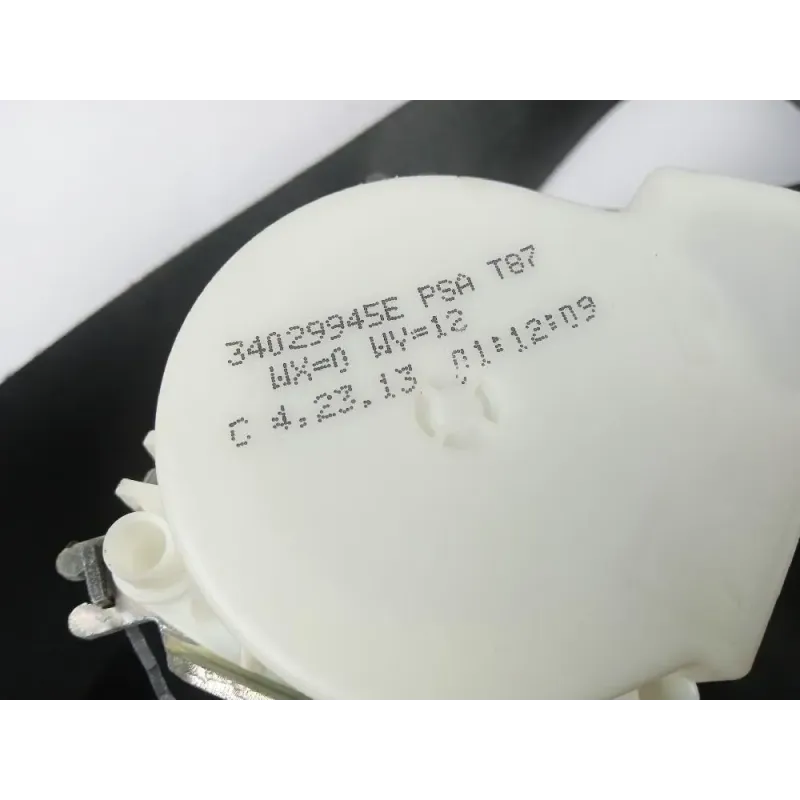 34029945E PSA T87
WX=0 WY=12
C 4.23.13 01:12:09